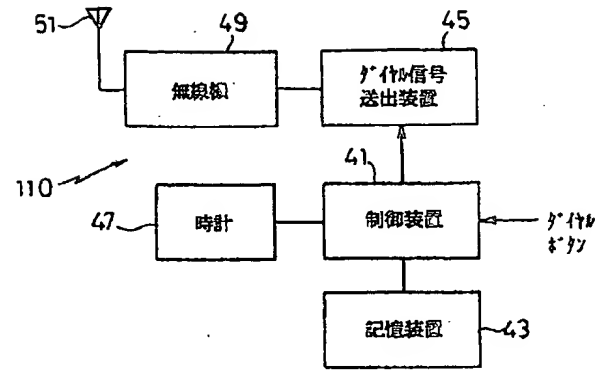 51
49
45
無線機
ダイヤル信号
送出装置
110
41
47
時計
制御装置
ダイヤル
ボタン
記憶装置
43